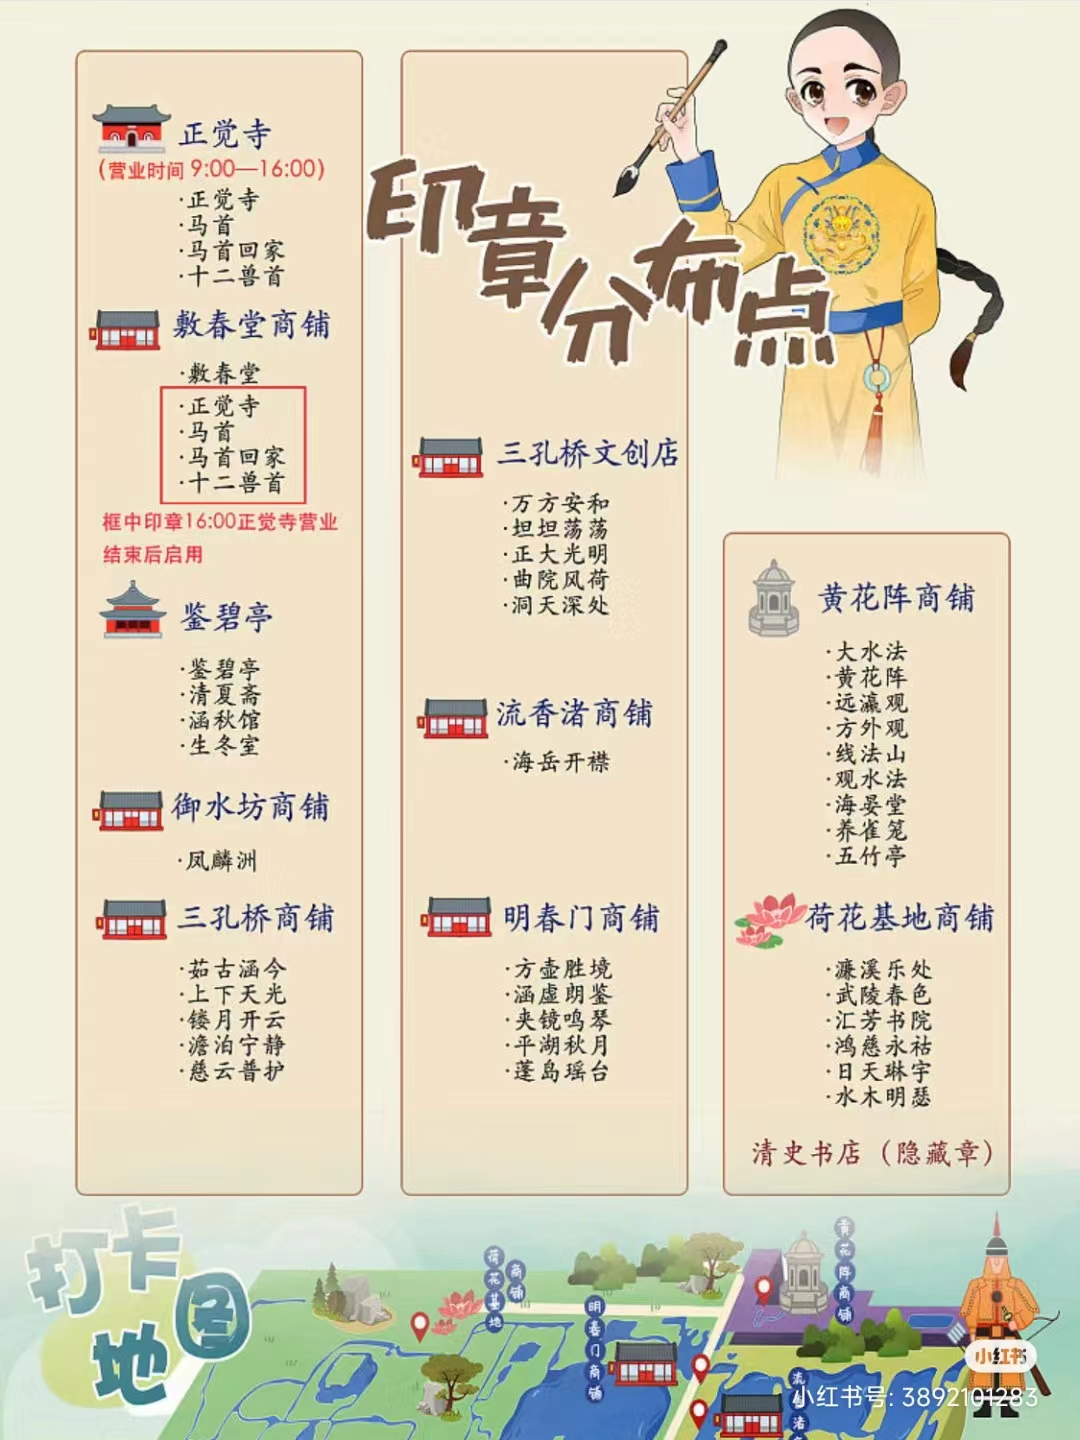 印章分布点
正觉寺
(营业时间 9:00—16:00)
·正觉寺
·马首
·马首回家
·十二兽首
敷春堂商铺
·敷春堂
·正觉寺
·马首
·马首回家
·十二兽首
框中印章16:00正觉寺营业
结束后启用
鉴碧亭
·鉴碧亭
·清夏斋
·涵秋馆
·生冬室
御水坊商铺
·凤麟洲
三孔桥商铺
·茹古涵今
·上下天光
·镂月开云
·澹泊宁静
·慈云普护
三孔桥文创店
·万方安和
·坦坦荡荡
·正大光明
·曲院风荷
·洞天深处
流香渚商铺
·海岳开襟
明春门商铺
·方壶胜境
·涵虚朗鉴
·夹镜鸣琴
·平湖秋月
·蓬岛瑶台
黄花阵商铺
·大水法
·黄花阵
·远瀛观
·方外观
·线法山
·观水法
·海晏堂
·养雀笼
·五竹亭
荷花基地商铺
·濂溪乐处
·武陵春色
·汇芳书院
·鸿慈永祜
·日天琳宇
·水木明瑟
清史书店（隐藏章）
打卡地图
荷花基地商铺
明春门商铺
黄花阵商铺
流香渚
小红书
小红书号: 3892101283